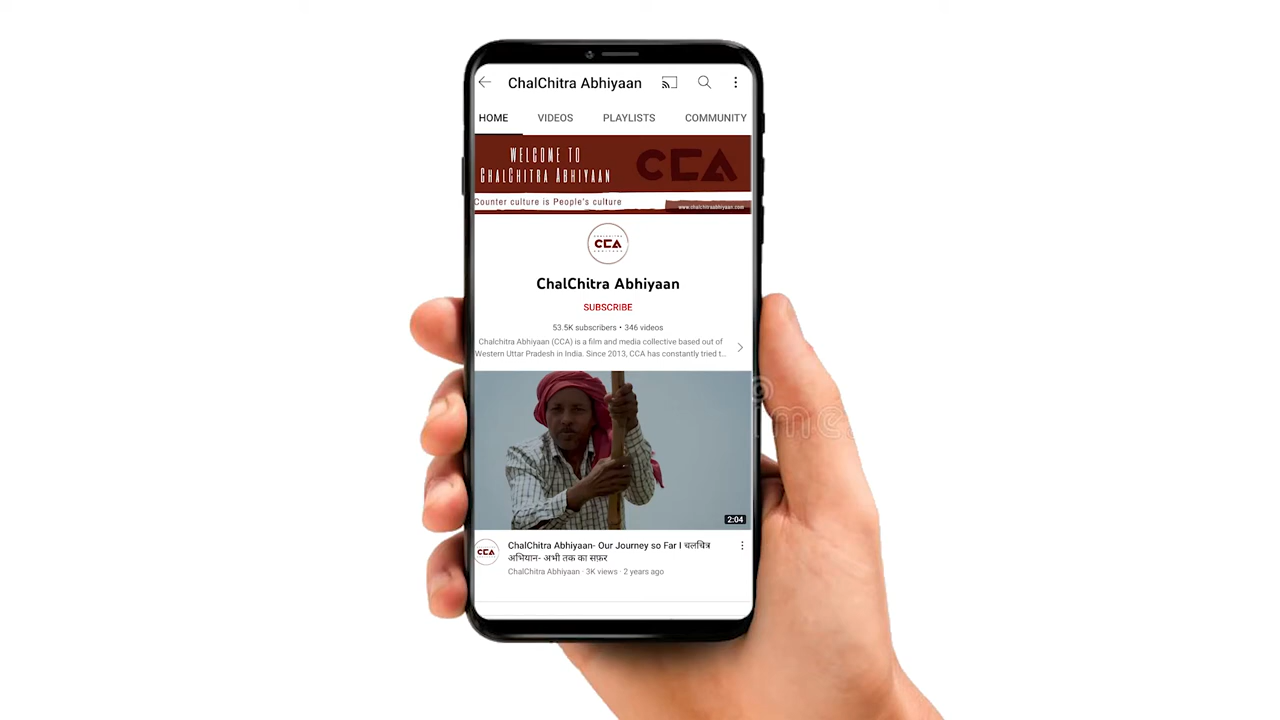 ChalChitra Abhiyaan
HOME VIDEOS PLAYLISTS COMMUNITY
WELCOME TO
CHALCHITRA ABHIYAAN
CCA
Counter culture is People's culture
www.chalchitraabhiyaan.com
CCA
ChalChitra Abhiyaan
SUBSCRIBE
53.5K subscribers • 346 videos
Chalchitra Abhiyaan (CCA) is a film and media collective based out of
Western Uttar Pradesh in India. Since 2013, CCA has constantly tried t...
2:04
CCA
ChalChitra Abhiyaan- Our Journey so Far I चलचित्र
अभियान- अभी तक का सफ़र
ChalChitra Abhiyaan · 3K views · 2 years ago